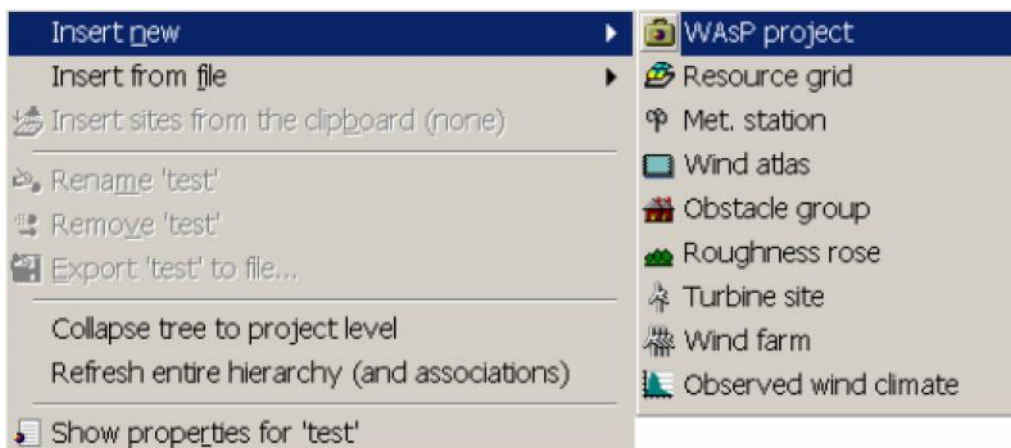 Insert new
Insert from file
Insert sites from the clipboard (none)
Rename 'test'
Remove 'test'
Export 'test' to file...
Collapse tree to project level
Refresh entire hierarchy (and associations)
Show properties for 'test'
WAsP project
Resource grid
Met. station
Wind atlas
Obstacle group
Roughness rose
Turbine site
Wind farm
Observed wind climate